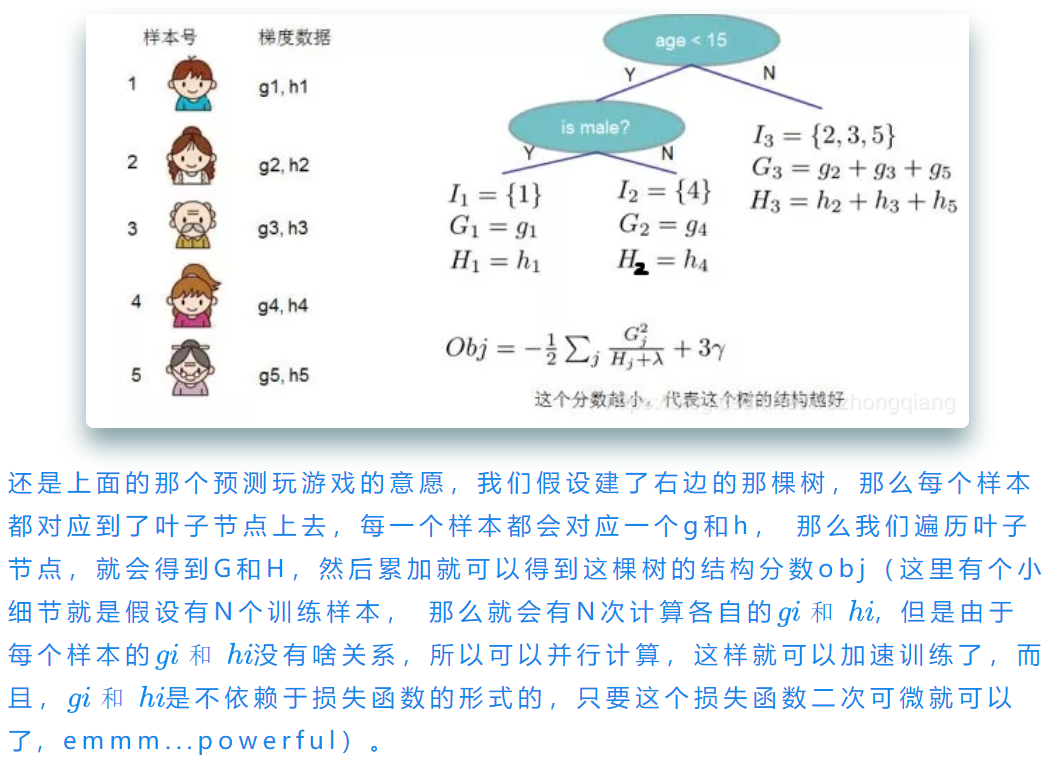 样本号 梯度数据
1 g1, h1
2 g2, h2
3 g3, h3
4 g4, h4
5 g5, h5
age < 15
Y N
is male?
Y N
I₁ = {1}
G₁ = g₁
H₁ = h₁
I₂ = {4}
G₂ = g₄
H₂ = h₄
I₃ = {2, 3, 5}
G₃ = g₂ + g₃ + g₅
H₃ = h₂ + h₃ + h₅
Obj = −1/2 ∑ⱼ Gⱼ²/(Hⱼ+λ) + 3γ
这个分数越小，代表这个树的结构越好
zhongqiang
还是上面的那个预测玩游戏的意愿，我们假设建了右边的那棵树，那么每个样本
都对应到了叶子节点上去，每一个样本都会对应一个g和h， 那么我们遍历叶子
节点，就会得到G和H，然后累加就可以得到这棵树的结构分数obj（这里有个小
细节就是假设有N个训练样本， 那么就会有N次计算各自的gi 和 hi，但是由于
每个样本的gi 和 hi没有啥关系，所以可以并行计算，这样就可以加速训练了，而
且，gi 和 hi是不依赖于损失函数的形式的，只要这个损失函数二次可微就可以
了，emmm...powerful）。